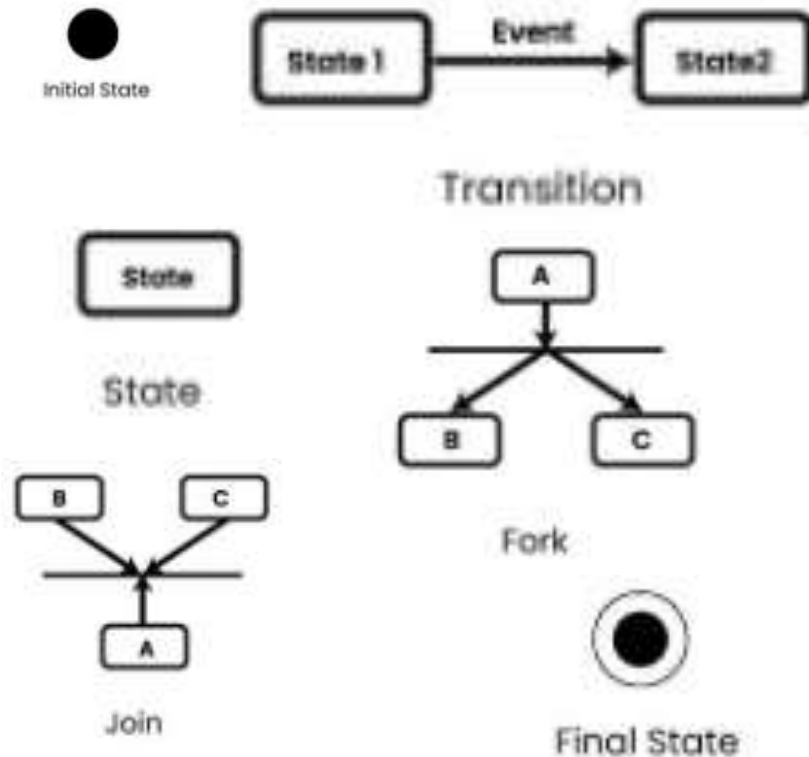 Initial State
State 1
Event
State2
Transition
State
State
A
B
C
Fork
B
C
A
Join
Final State